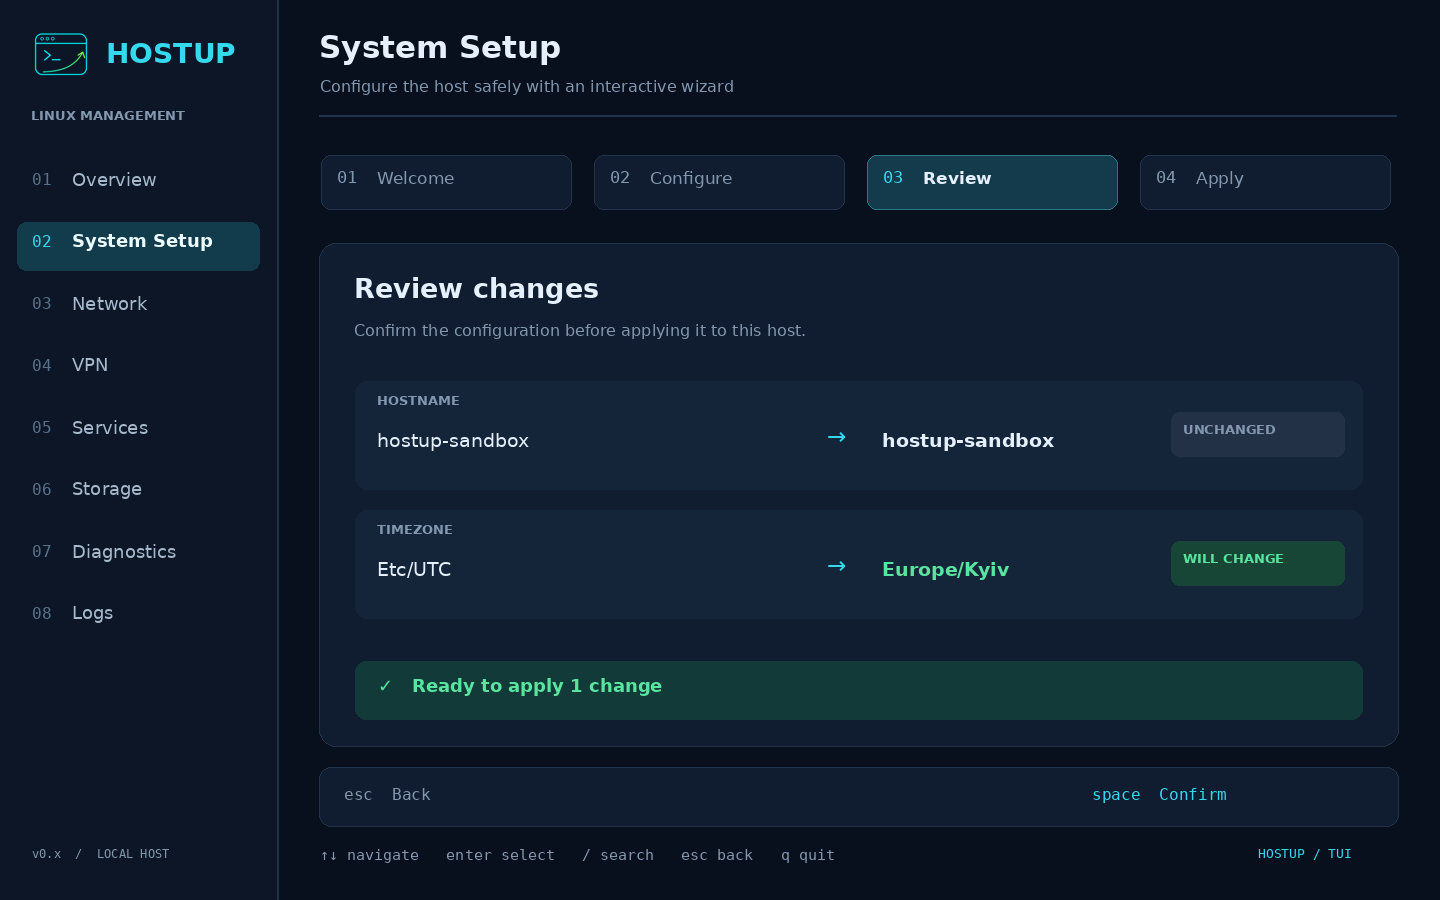 HOSTUP
LINUX MANAGEMENT
01 Overview
02 System Setup
03 Network
04 VPN
05 Services
06 Storage
07 Diagnostics
08 Logs
v0.x / LOCAL HOST
System Setup
Configure the host safely with an interactive wizard
01 Welcome
02 Configure
03 Review
04 Apply
Review changes
Confirm the configuration before applying it to this host.
HOSTNAME
hostup-sandbox → hostup-sandbox UNCHANGED
TIMEZONE
Etc/UTC → Europe/Kyiv WILL CHANGE
✓ Ready to apply 1 change
esc Back space Confirm
↑↓ navigate enter select / search esc back q quit HOSTUP / TUI